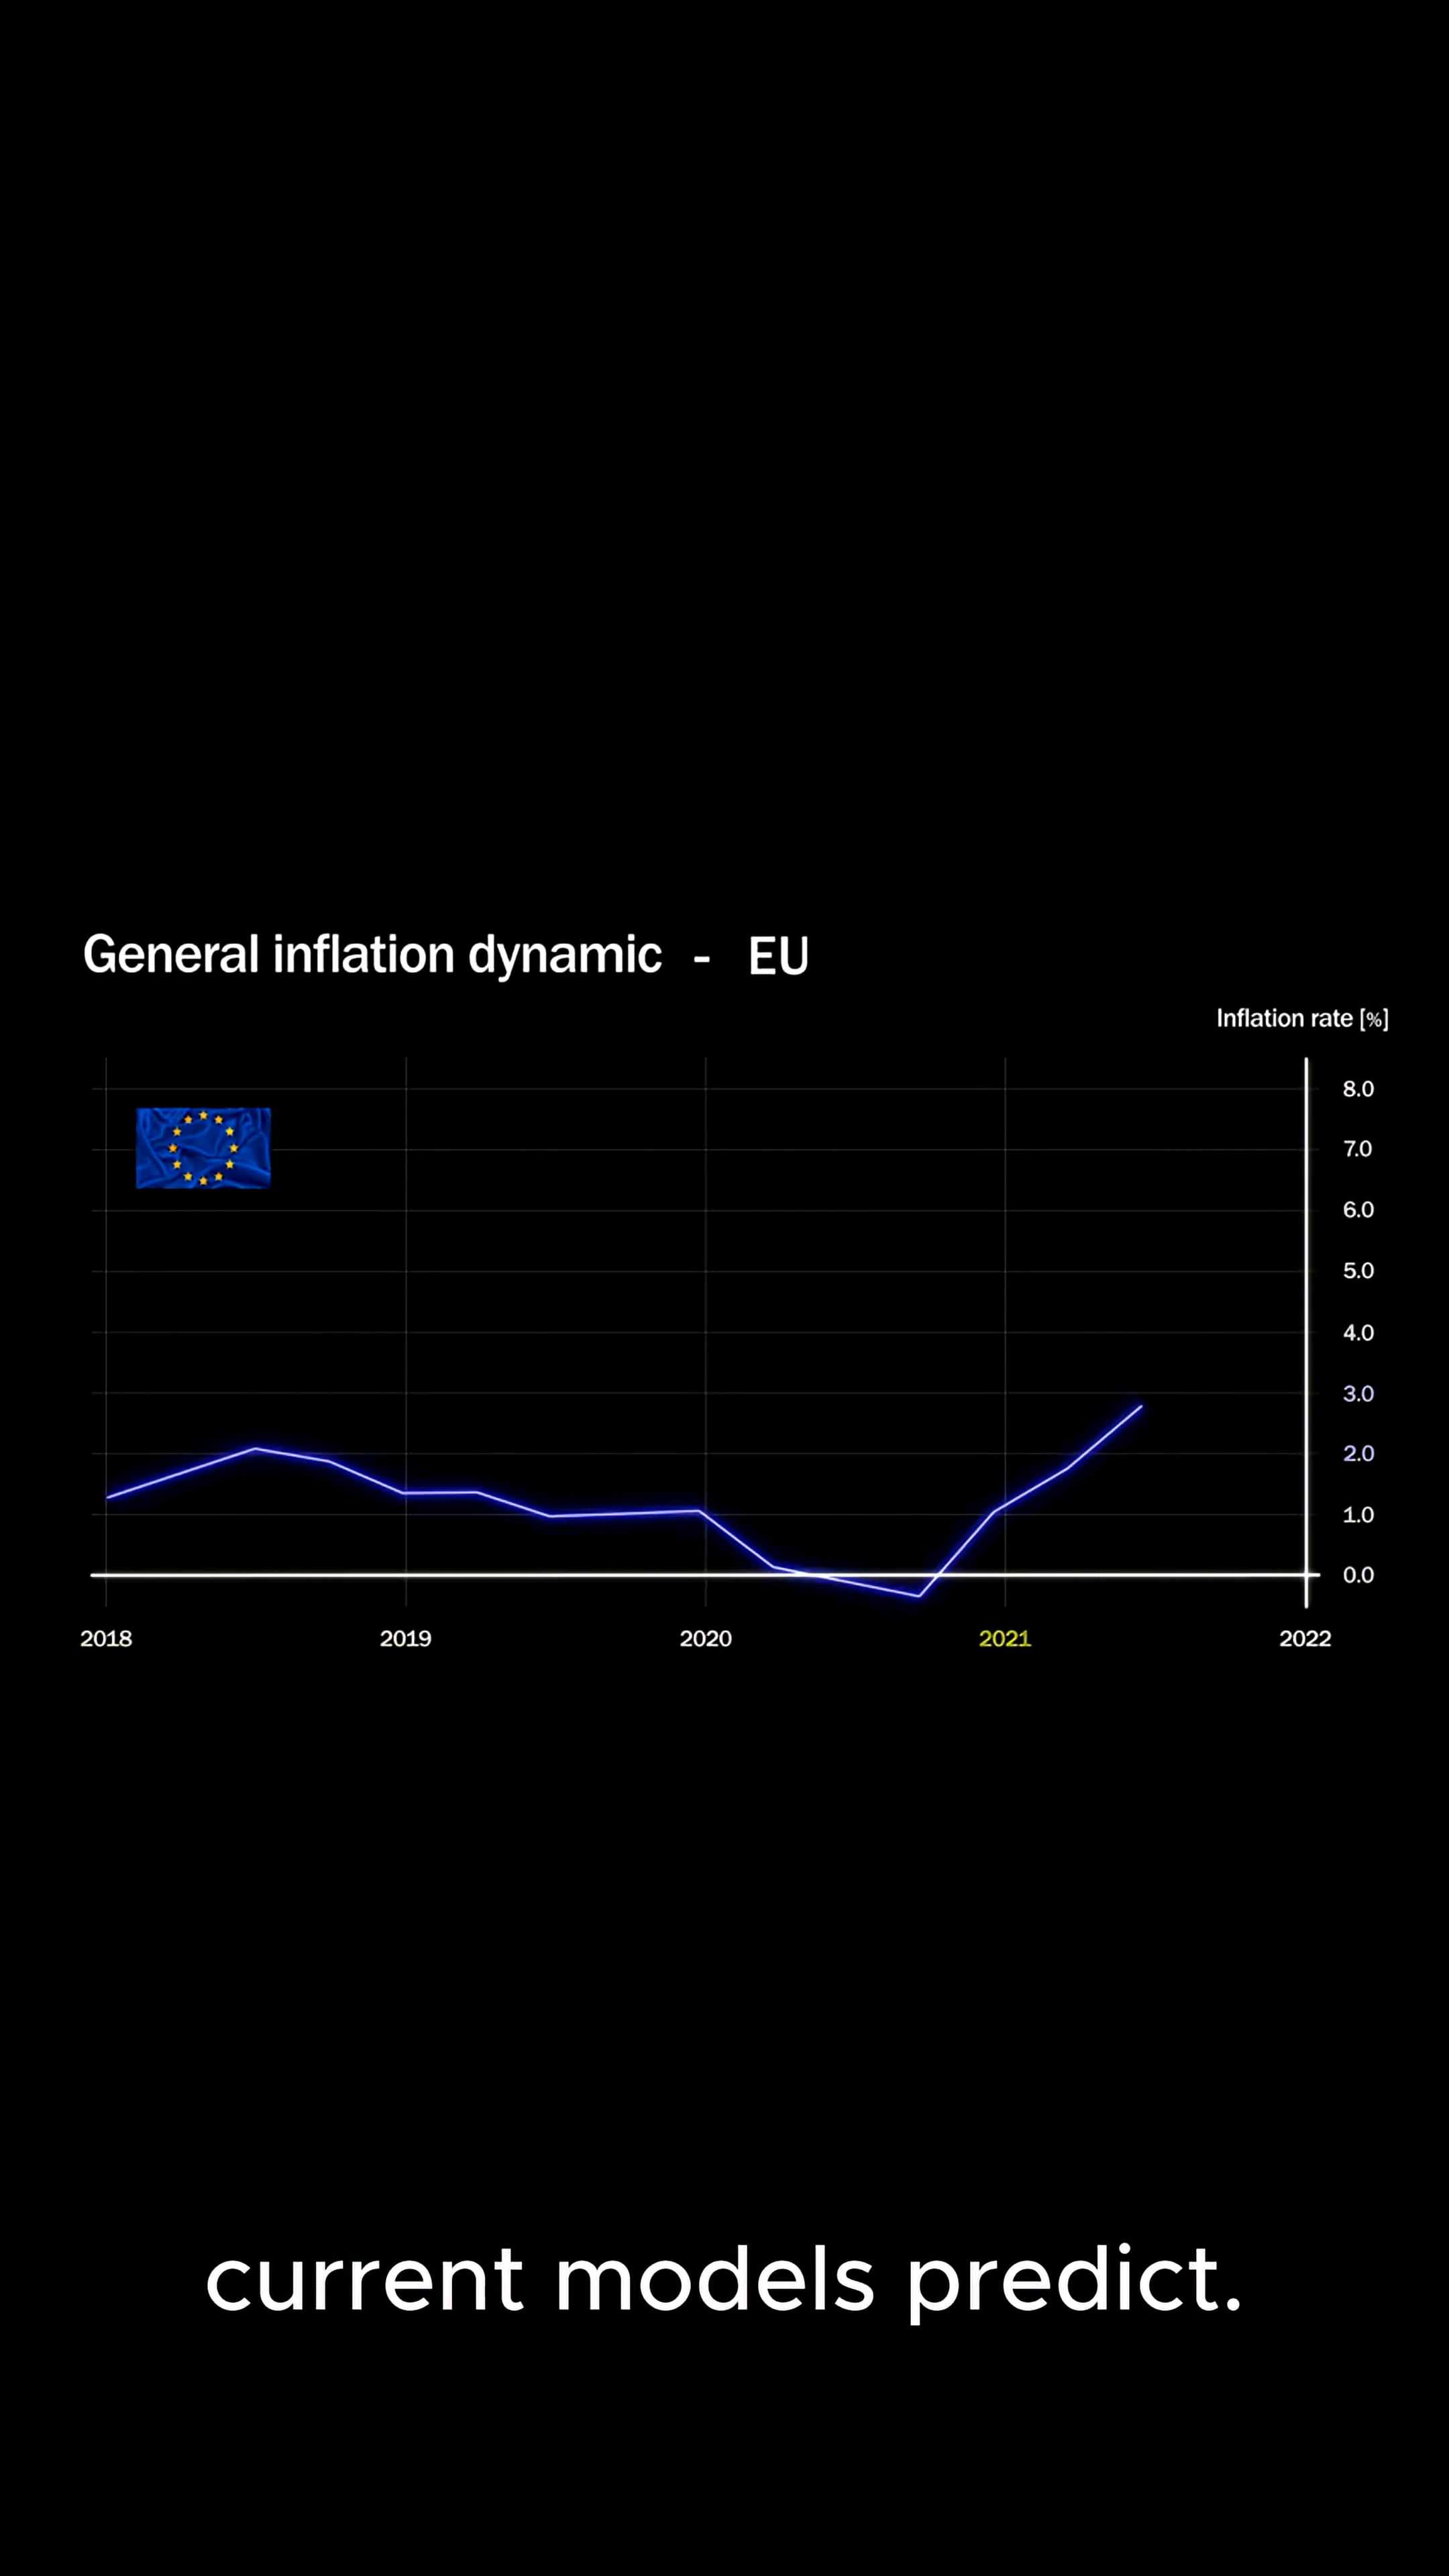 General inflation dynamic - EU
Inflation rate [%]
8.0
7.0
6.0
5.0
4.0
3.0
2.0
1.0
0.0
2018 2019 2020 2021 2022
current models predict.